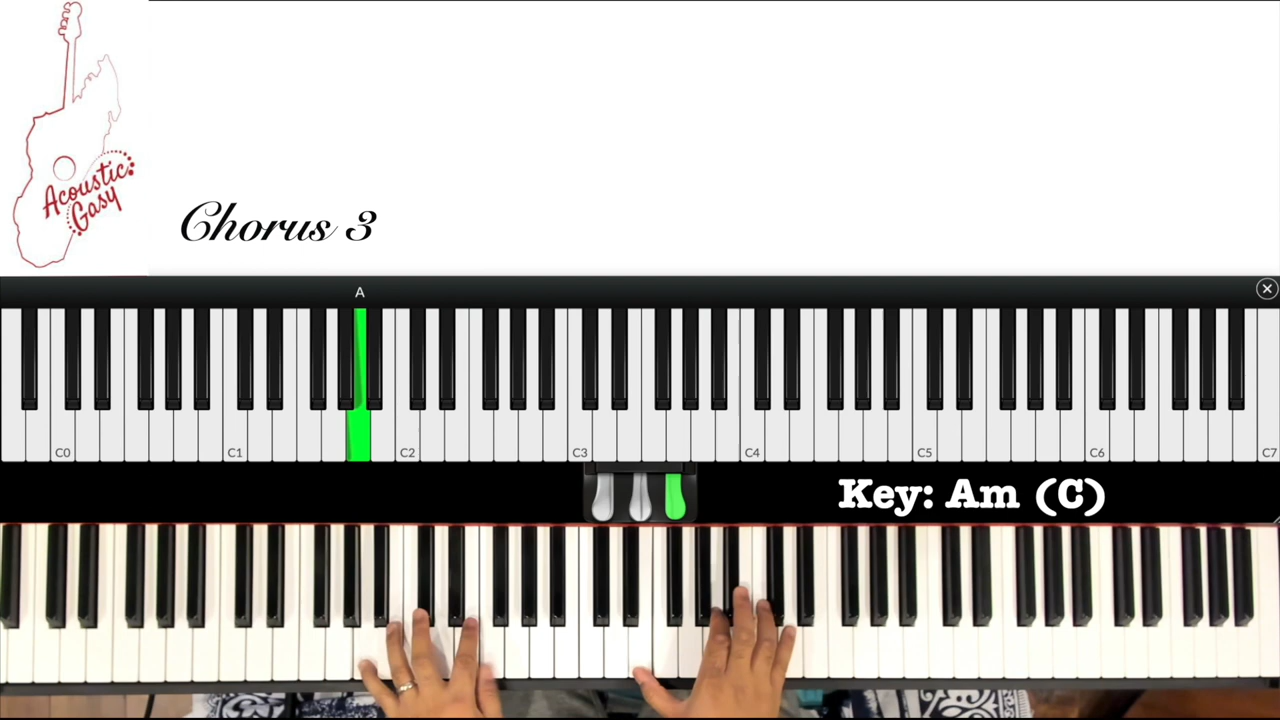 Acoustic
Gasy
Chorus 3
A
C0 C1 C2 C3 C4 C5 C6 C7
Key: Am (C)